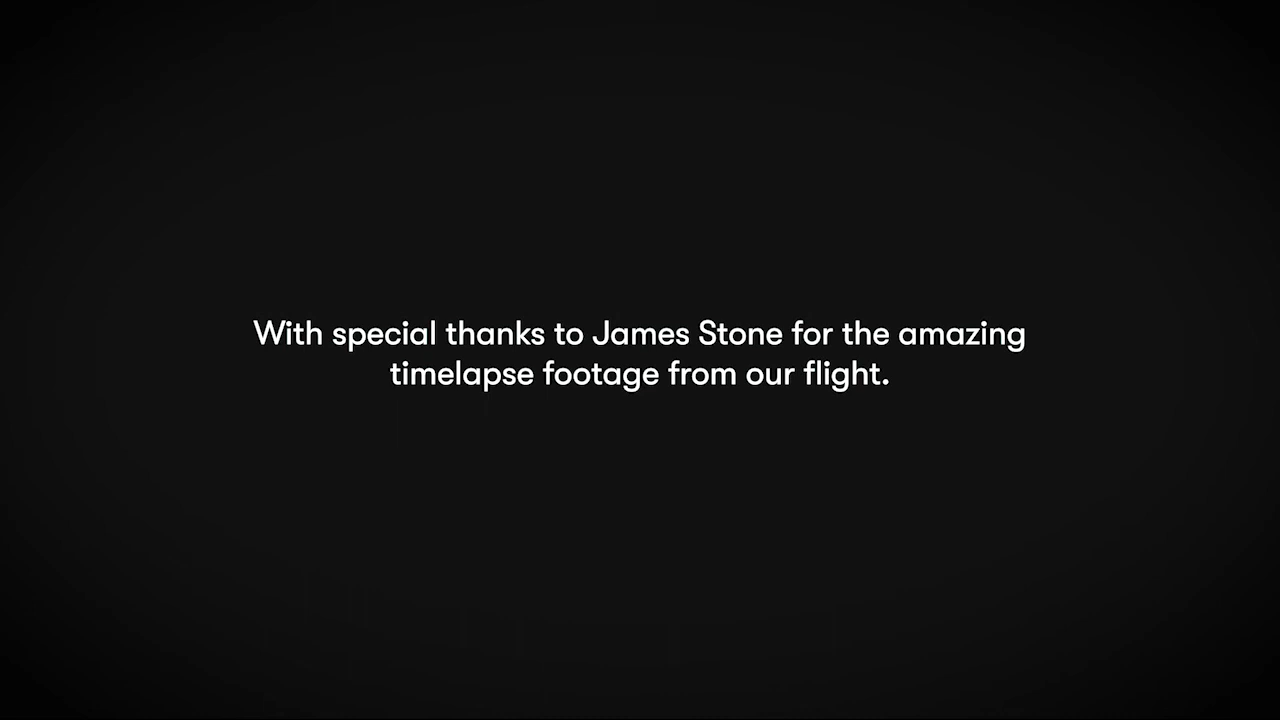 With special thanks to James Stone for the amazing
timelapse footage from our flight.